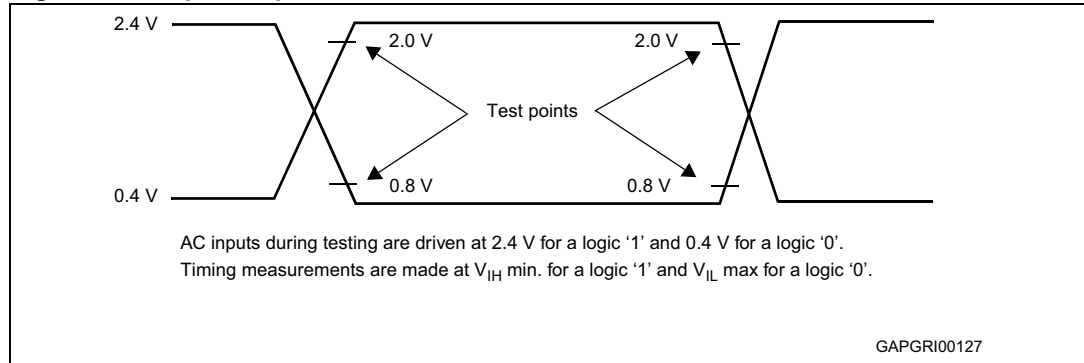 2.4 V
2.0 V
2.0 V
Test points
0.8 V
0.8 V
0.4 V
AC inputs during testing are driven at 2.4 V for a logic ‘1’ and 0.4 V for a logic ‘0’.
Timing measurements are made at VIH min. for a logic ‘1’ and VIL max for a logic ‘0’.
GAPGRI00127